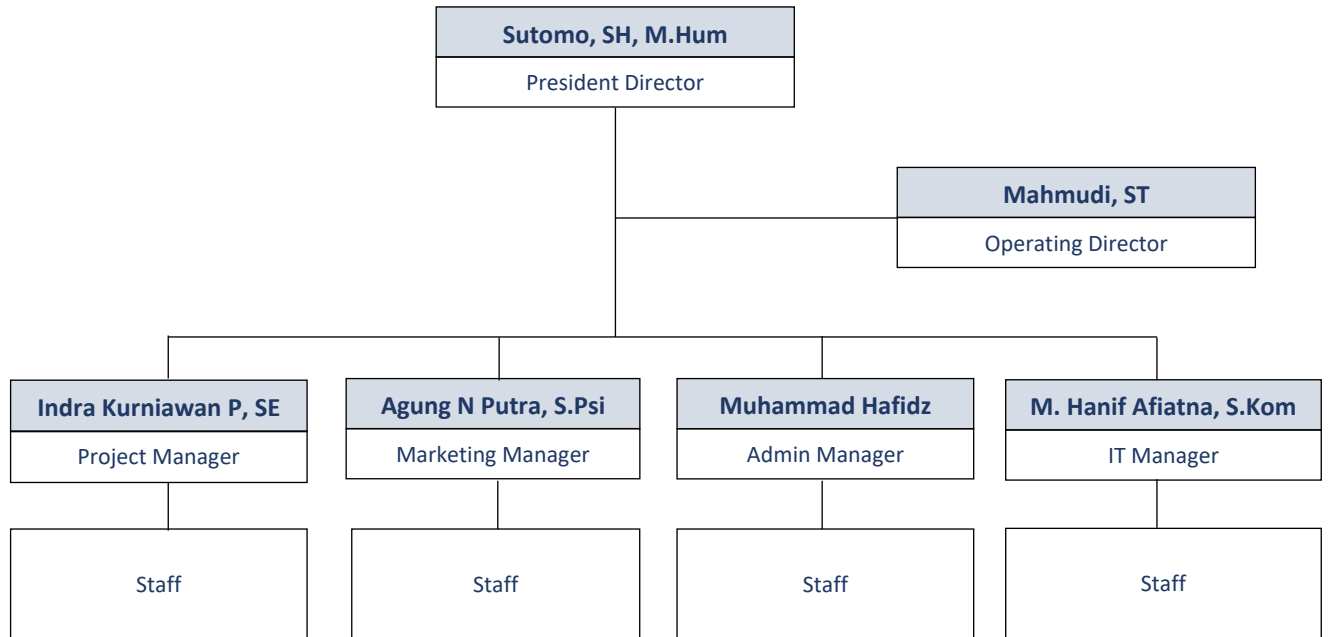 Sutomo, SH, M.Hum
President Director
Mahmudi, ST
Operating Director
Indra Kurniawan P, SE
Project Manager
Agung N Putra, S.Psi
Marketing Manager
Muhammad Hafidz
Admin Manager
M. Hanif Afiatna, S.Kom
IT Manager
Staff
Staff
Staff
Staff